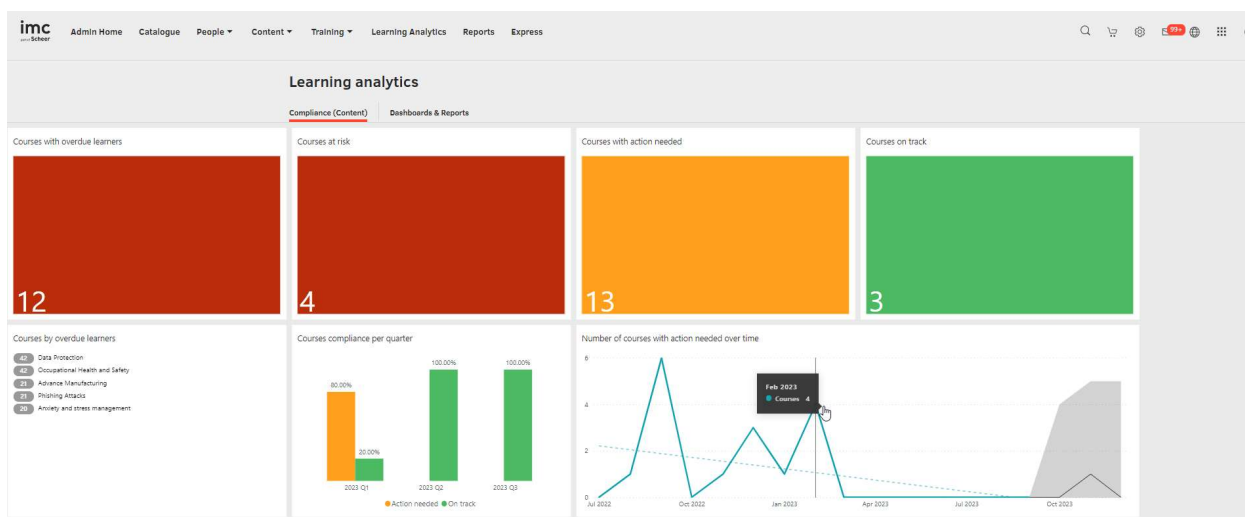 imc
Scheer
Admin Home Catalogue People Content Training Learning Analytics Reports Express
99+
Learning analytics
Compliance (Content) Dashboards & Reports
Courses with overdue learners
12
Courses at risk
4
Courses with action needed
13
Courses on track
3
Courses by overdue learners
42 Data Protection
42 Occupational Health and Safety
21 Advance Manufacturing
21 Phishing Attacks
20 Anxiety and stress management
Courses compliance per quarter
100.00% 100.00%
80.00%
20.00%
2023 Q1 2023 Q2 2023 Q3
Action needed On track
Number of courses with action needed over time
6
4
2
0
Feb 2023
Courses 4
Jul 2022 Oct 2022 Jan 2023 Apr 2023 Jul 2023 Oct 2023